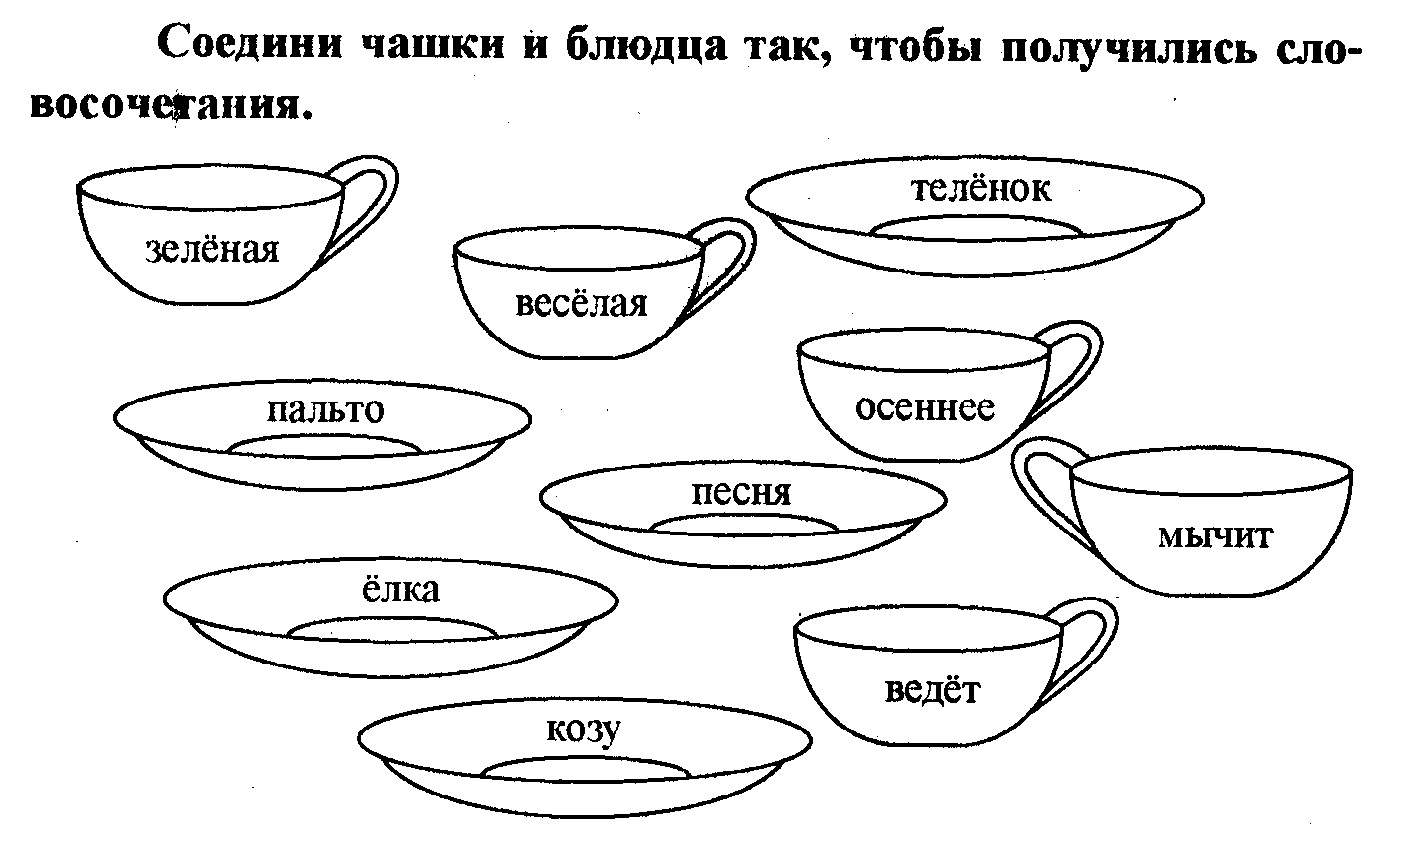 Соедини чашки и блюдца так, чтобы получились сло-
восочетания.
зелёная
весёлая
телёнок
пальто
осеннее
песня
мычит
ёлка
ведёт
козу